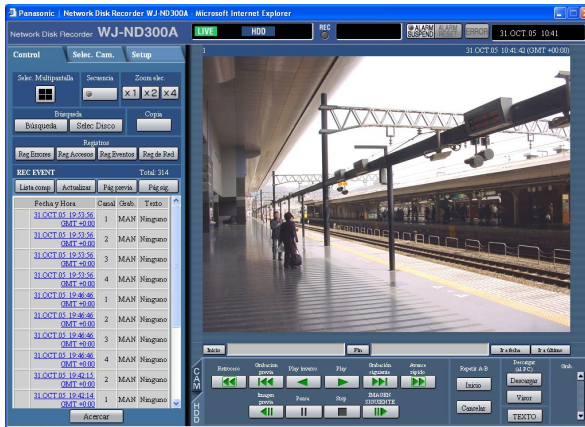 Panasonic | Network Disk Recorder WJ-ND300A - Microsoft Internet Explorer
Network Disk Recorder WJ-ND300A
LIVE HDD REC ALARM SUSPEND ALARM RESET ERROR 31.OCT.05 10:41
Control Selec. Cam. Setup
1 31.OCT.05 10:41:42 (GMT +00:00)
Selec. Multipantalla Secuencia Zoom elec.
x1 x2 x4
Búsqueda Copia
Búsqueda Selec Disco
Registros
Reg Errores Reg Accesos Reg Eventos Reg de Red
REC EVENT Total: 314
Lista comp Actualizar Pág previa Pág sig.
Fecha y Hora Canal Grab. Texto
31.OCT.05 19:53:56 GMT +0:00 1 MAN Ninguno
31.OCT.05 19:53:56 GMT +0:00 2 MAN Ninguno
31.OCT.05 19:53:56 GMT +0:00 3 MAN Ninguno
31.OCT.05 19:53:56 GMT +0:00 4 MAN Ninguno
31.OCT.05 19:46:46 GMT +0:00 1 MAN Ninguno
31.OCT.05 19:46:46 GMT +0:00 2 MAN Ninguno
31.OCT.05 19:46:46 GMT +0:00 3 MAN Ninguno
31.OCT.05 19:46:46 GMT +0:00 4 MAN Ninguno
31.OCT.05 19:42:15 GMT +0:00 2 MAN Ninguno
31.OCT.05 19:42:14 GMT +0:00 1 MAN Ninguno
Acercar
Inicio Fin Ir a fecha Ir a último
CAM
HDD
Retroceso Grabacion previa Play inverso Play Grabación siguiente Avance rápido
Imagen previa Pausa Stop IMAGEN SIGUIENTE
Repetir A-B
Inicio
Cancelar
Descargar (al PC)
Descargar
Visor
TEXTO
Grab